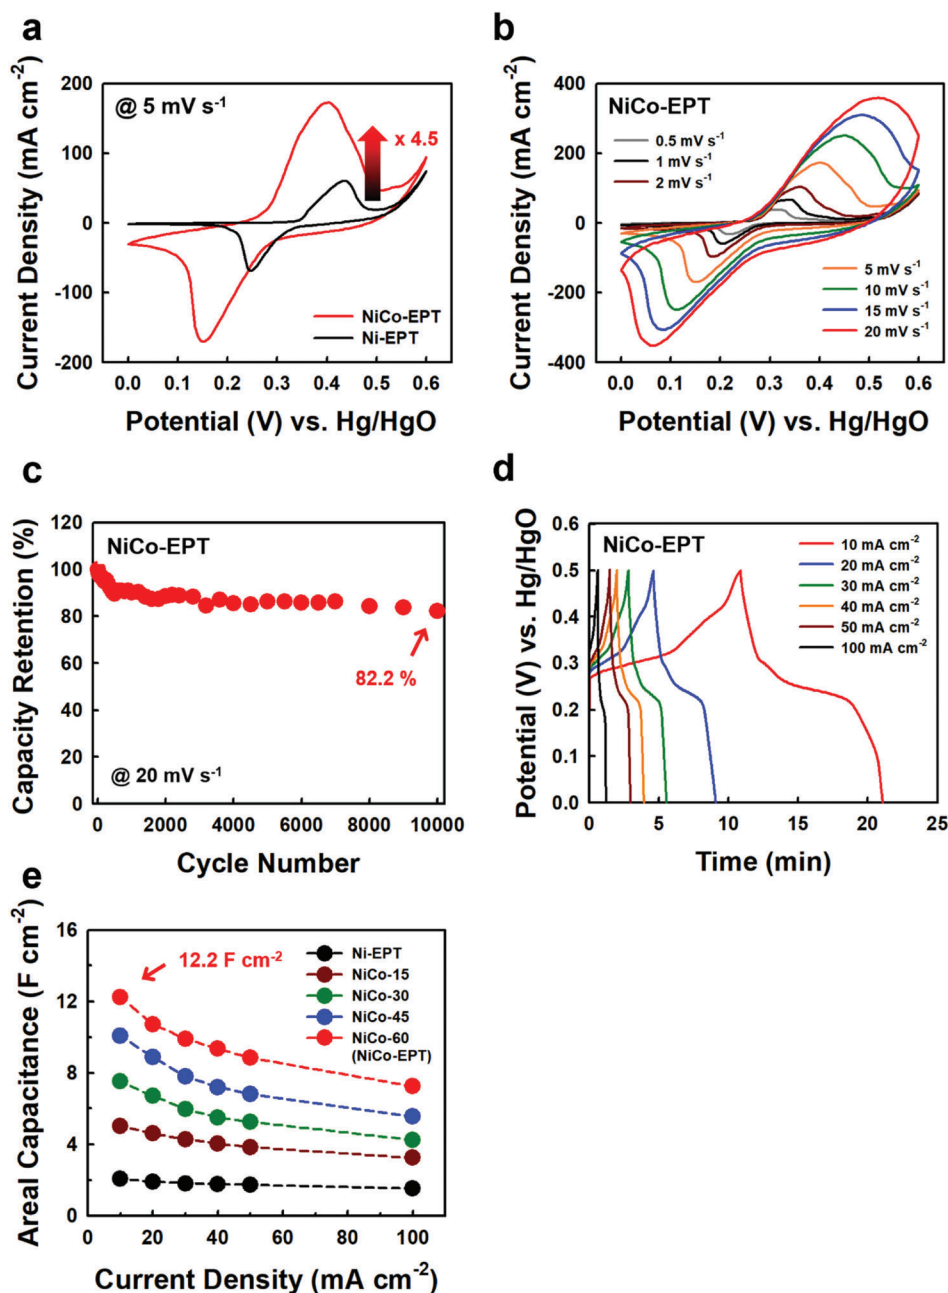 a
Current Density (mA cm⁻²)
200
100
0
-100
-200
@ 5 mV s⁻¹
x 4.5
NiCo-EPT
Ni-EPT
0.0 0.1 0.2 0.3 0.4 0.5 0.6
Potential (V) vs. Hg/HgO
b
Current Density (mA cm⁻²)
400
200
0
-200
-400
NiCo-EPT
0.5 mV s⁻¹
1 mV s⁻¹
2 mV s⁻¹
5 mV s⁻¹
10 mV s⁻¹
15 mV s⁻¹
20 mV s⁻¹
0.0 0.1 0.2 0.3 0.4 0.5 0.6
Potential (V) vs. Hg/HgO
c
Capacity Retention (%)
120
100
80
60
40
20
0
NiCo-EPT
82.2 %
@ 20 mV s⁻¹
0 2000 4000 6000 8000 10000
Cycle Number
d
Potential (V) vs. Hg/HgO
0.6
0.5
0.4
0.3
0.2
0.1
0.0
NiCo-EPT
10 mA cm⁻²
20 mA cm⁻²
30 mA cm⁻²
40 mA cm⁻²
50 mA cm⁻²
100 mA cm⁻²
0 5 10 15 20 25
Time (min)
e
Areal Capacitance (F cm⁻²)
16
12
8
4
0
12.2 F cm⁻²
Ni-EPT
NiCo-15
NiCo-30
NiCo-45
NiCo-60
(NiCo-EPT)
0 20 40 60 80 100
Current Density (mA cm⁻²)